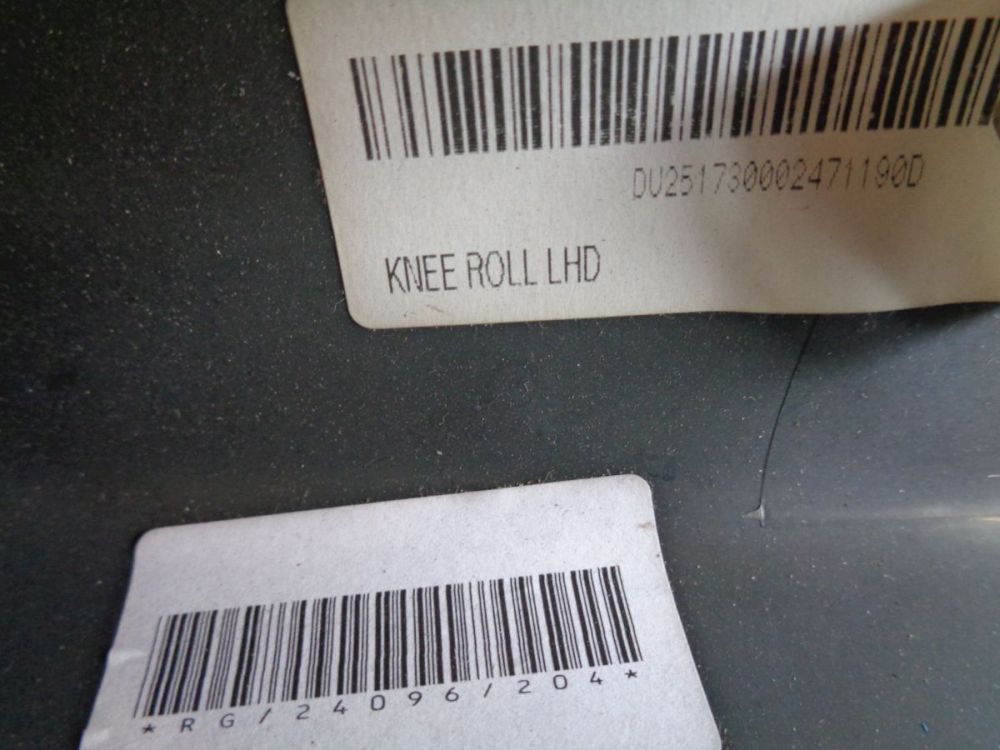 DU251730002471190D
KNEE ROLL LHD
*RG/24096/204*